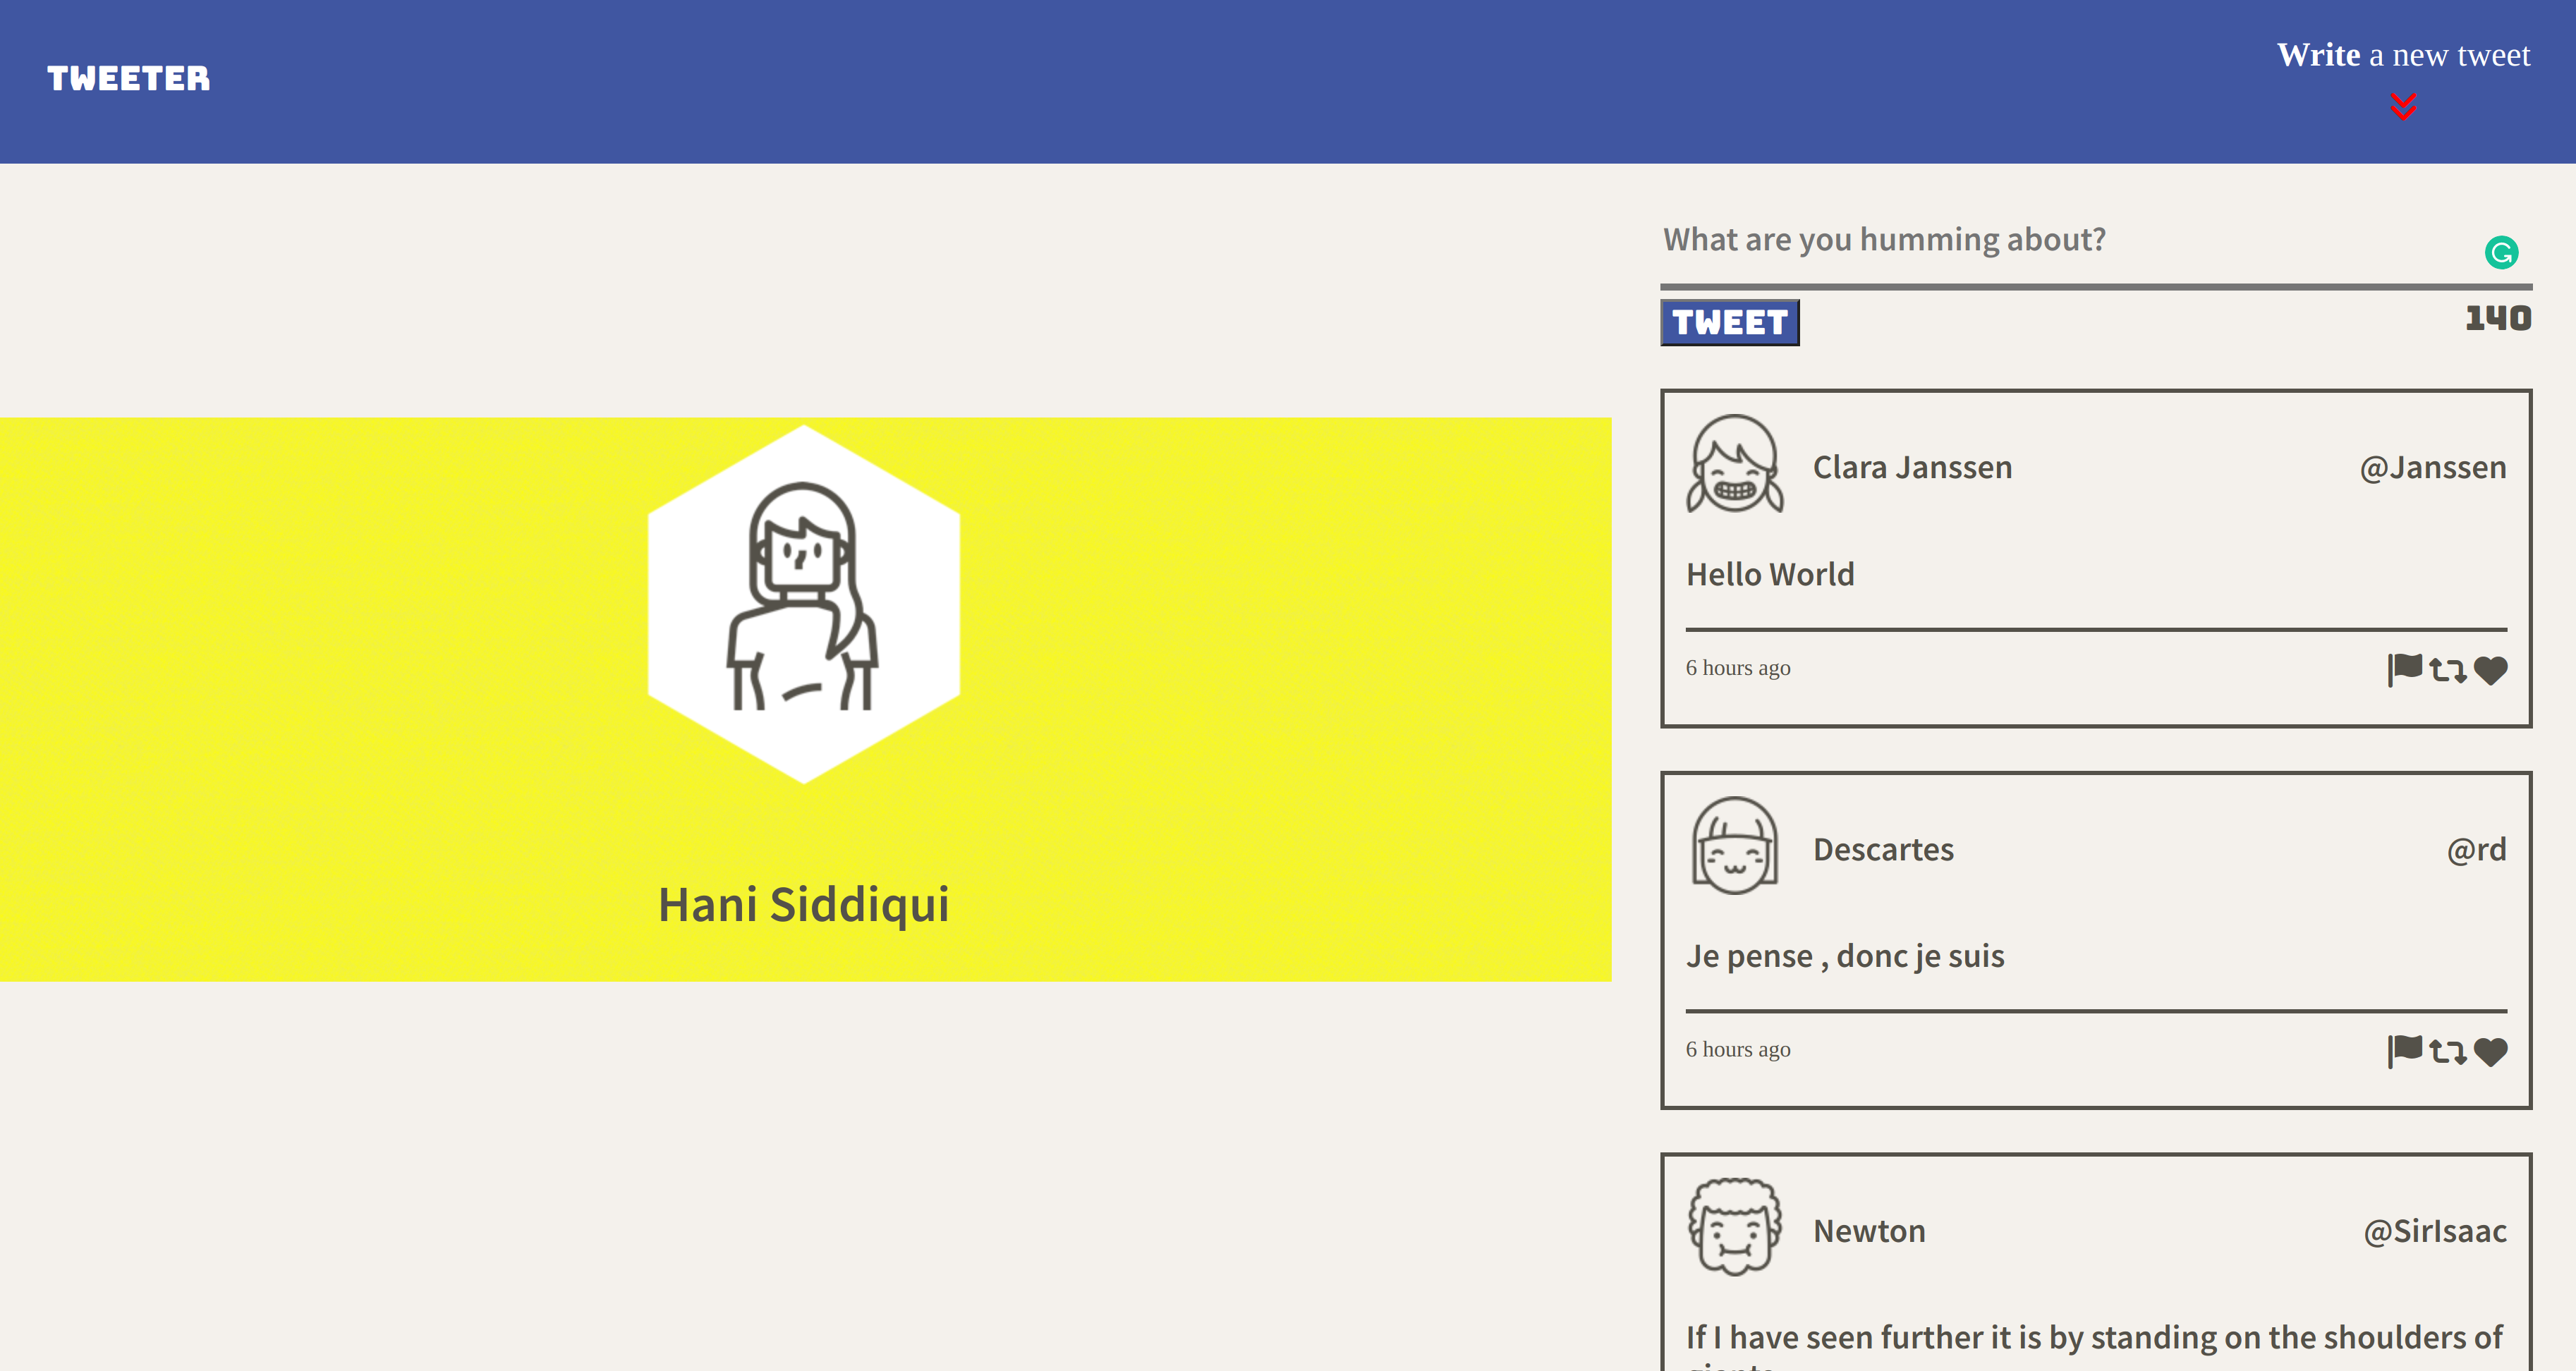 TWEETER
Write a new tweet
What are you humming about?
TWEET
140
Hani Siddiqui
Clara Janssen
@Janssen
Hello World
6 hours ago
Descartes
@rd
Je pense , donc je suis
6 hours ago
Newton
@SirIsaac
If I have seen further it is by standing on the shoulders of